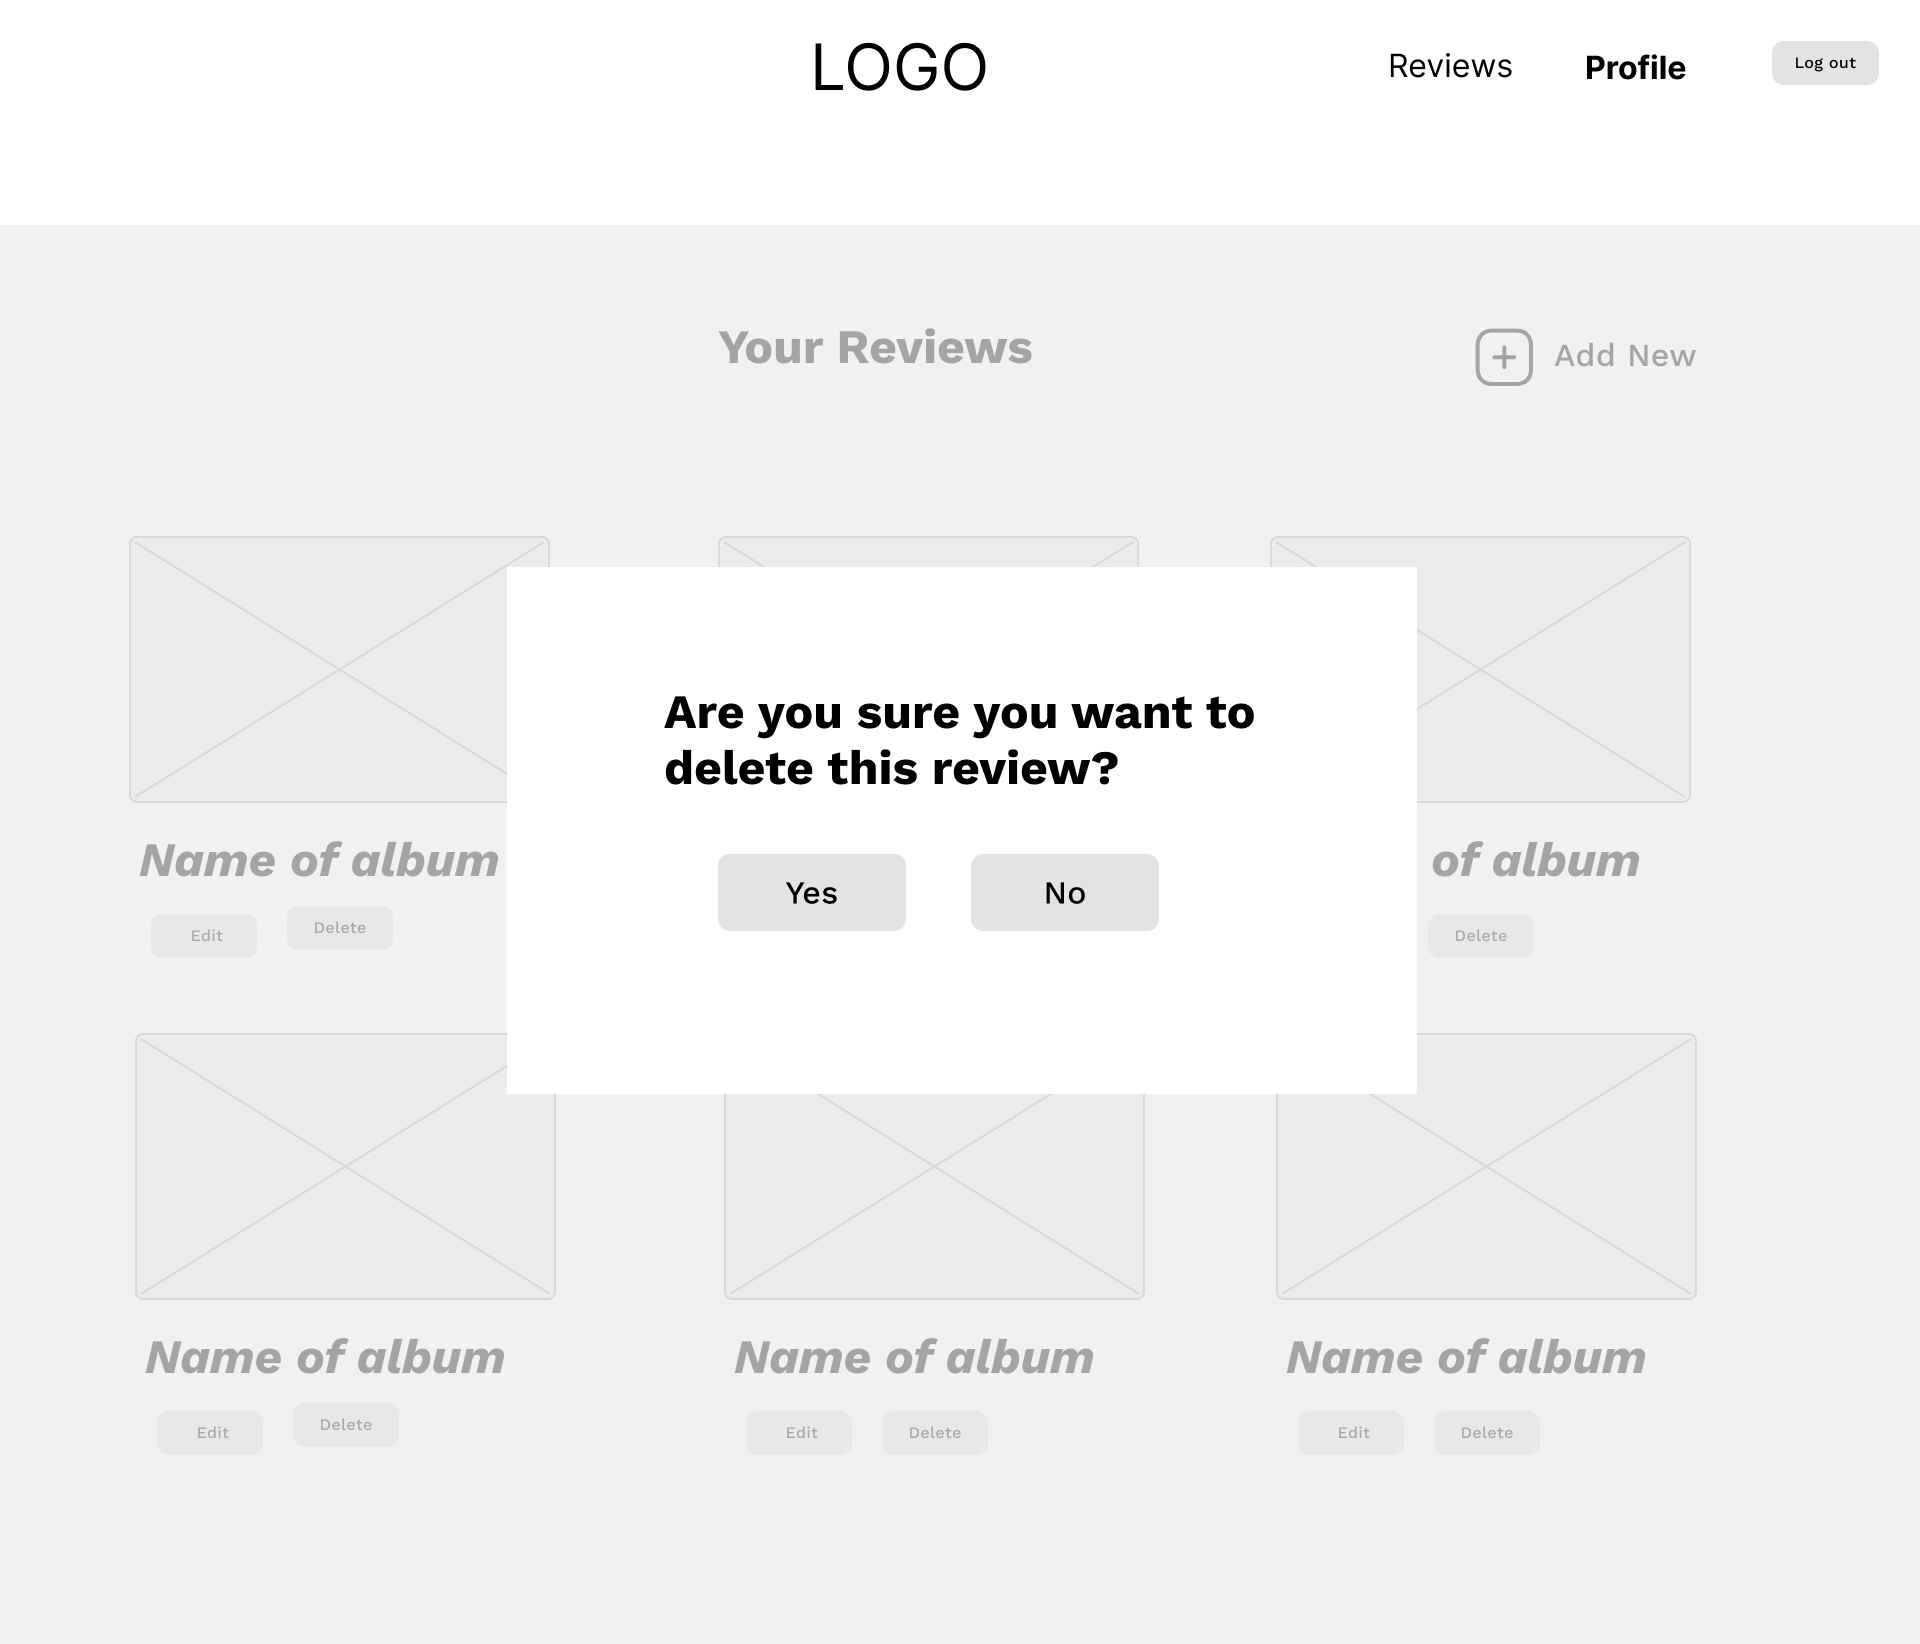 LOGO
Reviews
Profile
Log out
Your Reviews
Add New
Are you sure you want to
delete this review?
Yes
No
Name of album
of album
Edit
Delete
Delete
Name of album
Name of album
Name of album
Edit
Delete
Edit
Delete
Edit
Delete